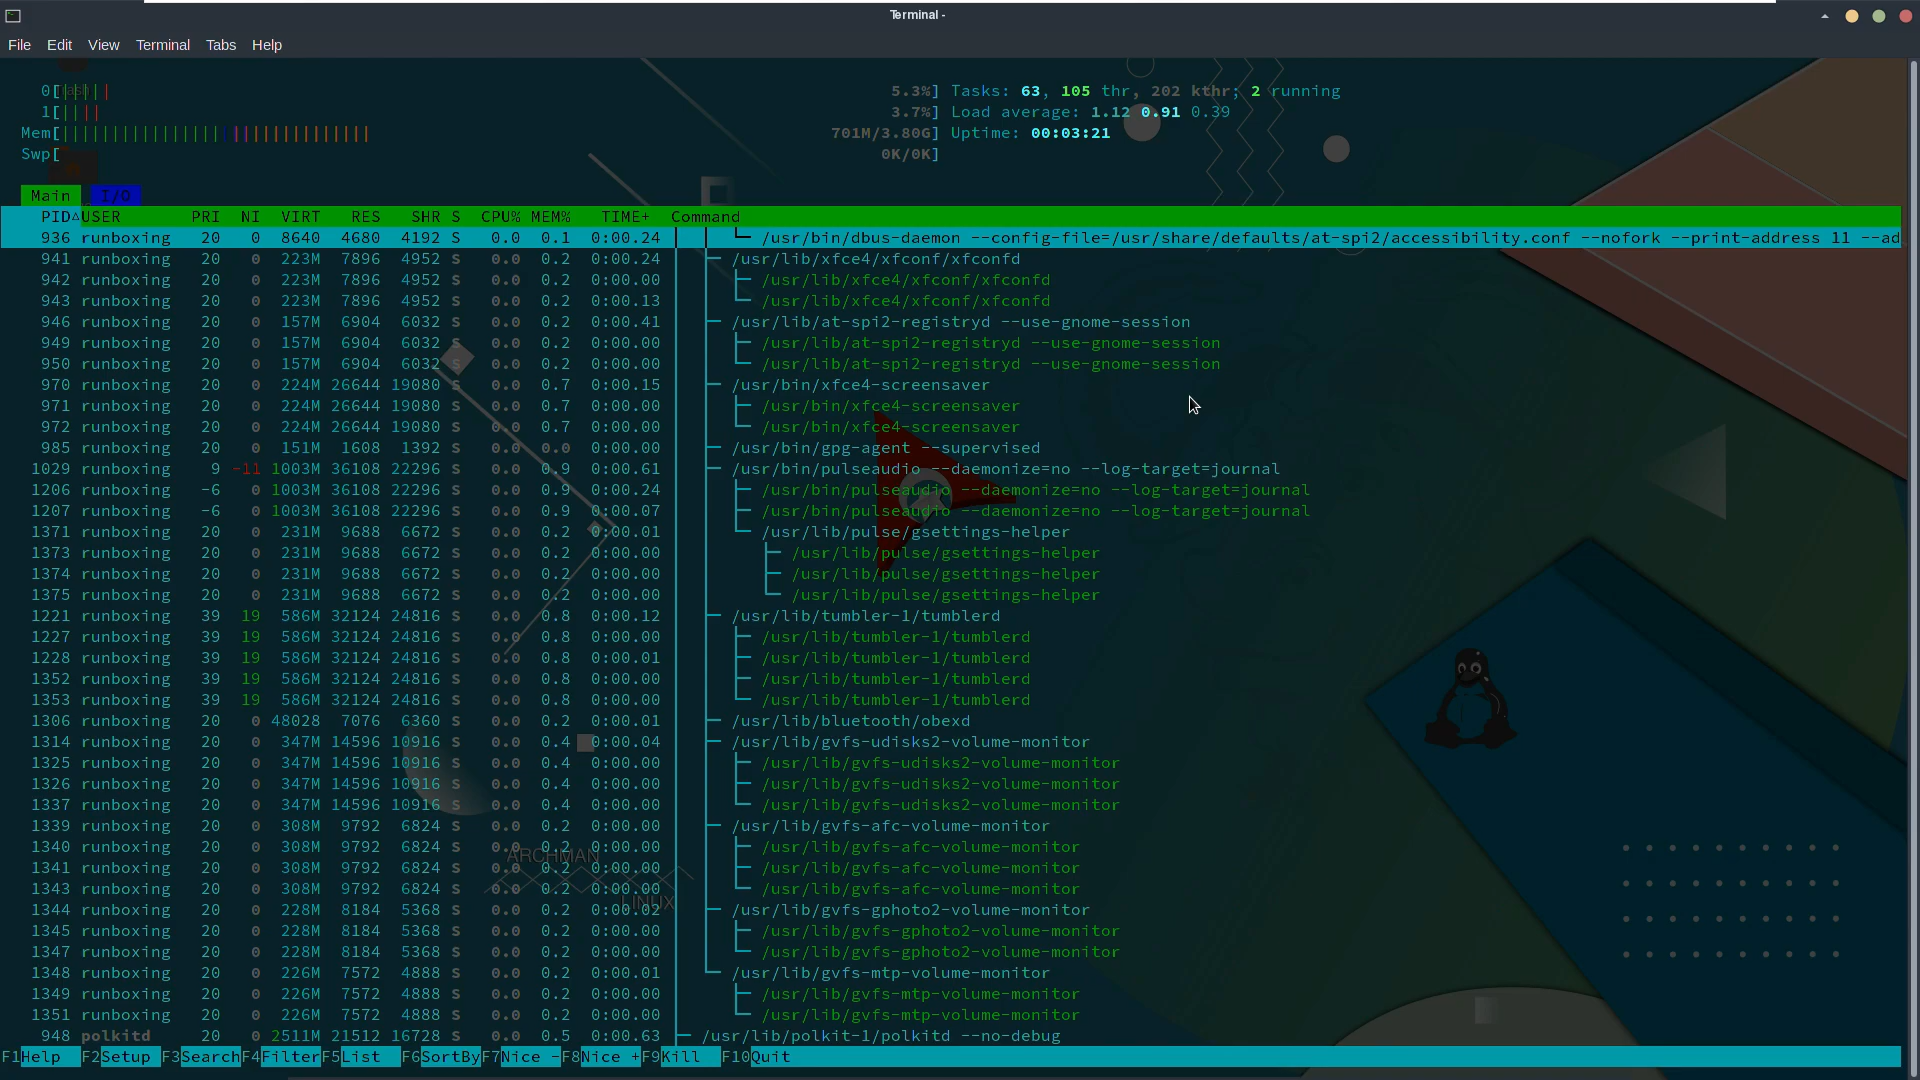 Terminal -
File Edit View Terminal Tabs Help
0[||||| 5.3%] Tasks: 63, 105 thr, 202 kthr; 2 running
1[|||| 3.7%] Load average: 1.12 0.91 0.39
Mem[ 701M/3.80G] Uptime: 00:03:21
Swp[ 0K/0K]
Main I/O
PID△USER PRI NI VIRT RES SHR S CPU% MEM% TIME+ Command
936 runboxing 20 0 8640 4680 4192 S 0.0 0.1 0:00.24 │ │ └─ /usr/bin/dbus-daemon --config-file=/usr/share/defaults/at-spi2/accessibility.conf --nofork --print-address 11 --ad
941 runboxing 20 0 223M 7896 4952 S 0.0 0.2 0:00.24 │ ├─ /usr/lib/xfce4/xfconf/xfconfd
942 runboxing 20 0 223M 7896 4952 S 0.0 0.2 0:00.00 │ │ ├─ /usr/lib/xfce4/xfconf/xfconfd
943 runboxing 20 0 223M 7896 4952 S 0.0 0.2 0:00.13 │ │ └─ /usr/lib/xfce4/xfconf/xfconfd
946 runboxing 20 0 157M 6904 6032 S 0.0 0.2 0:00.41 │ ├─ /usr/lib/at-spi2-registryd --use-gnome-session
949 runboxing 20 0 157M 6904 6032 S 0.0 0.2 0:00.00 │ │ ├─ /usr/lib/at-spi2-registryd --use-gnome-session
950 runboxing 20 0 157M 6904 6032 S 0.0 0.2 0:00.00 │ │ └─ /usr/lib/at-spi2-registryd --use-gnome-session
970 runboxing 20 0 224M 26644 19080 S 0.0 0.7 0:00.15 │ ├─ /usr/bin/xfce4-screensaver
971 runboxing 20 0 224M 26644 19080 S 0.0 0.7 0:00.00 │ │ ├─ /usr/bin/xfce4-screensaver
972 runboxing 20 0 224M 26644 19080 S 0.0 0.7 0:00.00 │ │ └─ /usr/bin/xfce4-screensaver
985 runboxing 20 0 151M 1608 1392 S 0.0 0.0 0:00.00 │ ├─ /usr/bin/gpg-agent --supervised
1029 runboxing 9 -11 1003M 36108 22296 S 0.0 0.9 0:00.61 │ ├─ /usr/bin/pulseaudio --daemonize=no --log-target=journal
1206 runboxing -6 0 1003M 36108 22296 S 0.0 0.9 0:00.24 │ │ ├─ /usr/bin/pulseaudio --daemonize=no --log-target=journal
1207 runboxing -6 0 1003M 36108 22296 S 0.0 0.9 0:00.07 │ │ ├─ /usr/bin/pulseaudio --daemonize=no --log-target=journal
1371 runboxing 20 0 231M 9688 6672 S 0.0 0.2 0:00.01 │ │ └─ /usr/lib/pulse/gsettings-helper
1373 runboxing 20 0 231M 9688 6672 S 0.0 0.2 0:00.00 │ │ ├─ /usr/lib/pulse/gsettings-helper
1374 runboxing 20 0 231M 9688 6672 S 0.0 0.2 0:00.00 │ │ ├─ /usr/lib/pulse/gsettings-helper
1375 runboxing 20 0 231M 9688 6672 S 0.0 0.2 0:00.00 │ │ └─ /usr/lib/pulse/gsettings-helper
1221 runboxing 39 19 586M 32124 24816 S 0.0 0.8 0:00.12 │ ├─ /usr/lib/tumbler-1/tumblerd
1227 runboxing 39 19 586M 32124 24816 S 0.0 0.8 0:00.00 │ │ ├─ /usr/lib/tumbler-1/tumblerd
1228 runboxing 39 19 586M 32124 24816 S 0.0 0.8 0:00.01 │ │ ├─ /usr/lib/tumbler-1/tumblerd
1352 runboxing 39 19 586M 32124 24816 S 0.0 0.8 0:00.00 │ │ ├─ /usr/lib/tumbler-1/tumblerd
1353 runboxing 39 19 586M 32124 24816 S 0.0 0.8 0:00.00 │ │ └─ /usr/lib/tumbler-1/tumblerd
1306 runboxing 20 0 48028 7076 6360 S 0.0 0.2 0:00.01 │ ├─ /usr/lib/bluetooth/obexd
1314 runboxing 20 0 347M 14596 10916 S 0.0 0.4 0:00.04 │ ├─ /usr/lib/gvfs-udisks2-volume-monitor
1325 runboxing 20 0 347M 14596 10916 S 0.0 0.4 0:00.00 │ │ ├─ /usr/lib/gvfs-udisks2-volume-monitor
1326 runboxing 20 0 347M 14596 10916 S 0.0 0.4 0:00.00 │ │ ├─ /usr/lib/gvfs-udisks2-volume-monitor
1337 runboxing 20 0 347M 14596 10916 S 0.0 0.4 0:00.00 │ │ └─ /usr/lib/gvfs-udisks2-volume-monitor
1339 runboxing 20 0 308M 9792 6824 S 0.0 0.2 0:00.00 │ ├─ /usr/lib/gvfs-afc-volume-monitor
1340 runboxing 20 0 308M 9792 6824 S 0.0 0.2 0:00.00 │ │ ├─ /usr/lib/gvfs-afc-volume-monitor
1341 runboxing 20 0 308M 9792 6824 S 0.0 0.2 0:00.00 │ │ ├─ /usr/lib/gvfs-afc-volume-monitor
1343 runboxing 20 0 308M 9792 6824 S 0.0 0.2 0:00.00 │ │ └─ /usr/lib/gvfs-afc-volume-monitor
1344 runboxing 20 0 228M 8184 5368 S 0.0 0.2 0:00.02 │ ├─ /usr/lib/gvfs-gphoto2-volume-monitor
1345 runboxing 20 0 228M 8184 5368 S 0.0 0.2 0:00.00 │ │ ├─ /usr/lib/gvfs-gphoto2-volume-monitor
1347 runboxing 20 0 228M 8184 5368 S 0.0 0.2 0:00.00 │ │ └─ /usr/lib/gvfs-gphoto2-volume-monitor
1348 runboxing 20 0 226M 7572 4888 S 0.0 0.2 0:00.01 │ └─ /usr/lib/gvfs-mtp-volume-monitor
1349 runboxing 20 0 226M 7572 4888 S 0.0 0.2 0:00.00 │ ├─ /usr/lib/gvfs-mtp-volume-monitor
1351 runboxing 20 0 226M 7572 4888 S 0.0 0.2 0:00.00 │ └─ /usr/lib/gvfs-mtp-volume-monitor
948 polkitd 20 0 2511M 21512 16728 S 0.0 0.5 0:00.63 ├─ /usr/lib/polkit-1/polkitd --no-debug
ARCHMAN
LINUX
F1Help F2Setup F3SearchF4FilterF5List F6SortByF7Nice -F8Nice +F9Kill F10Quit